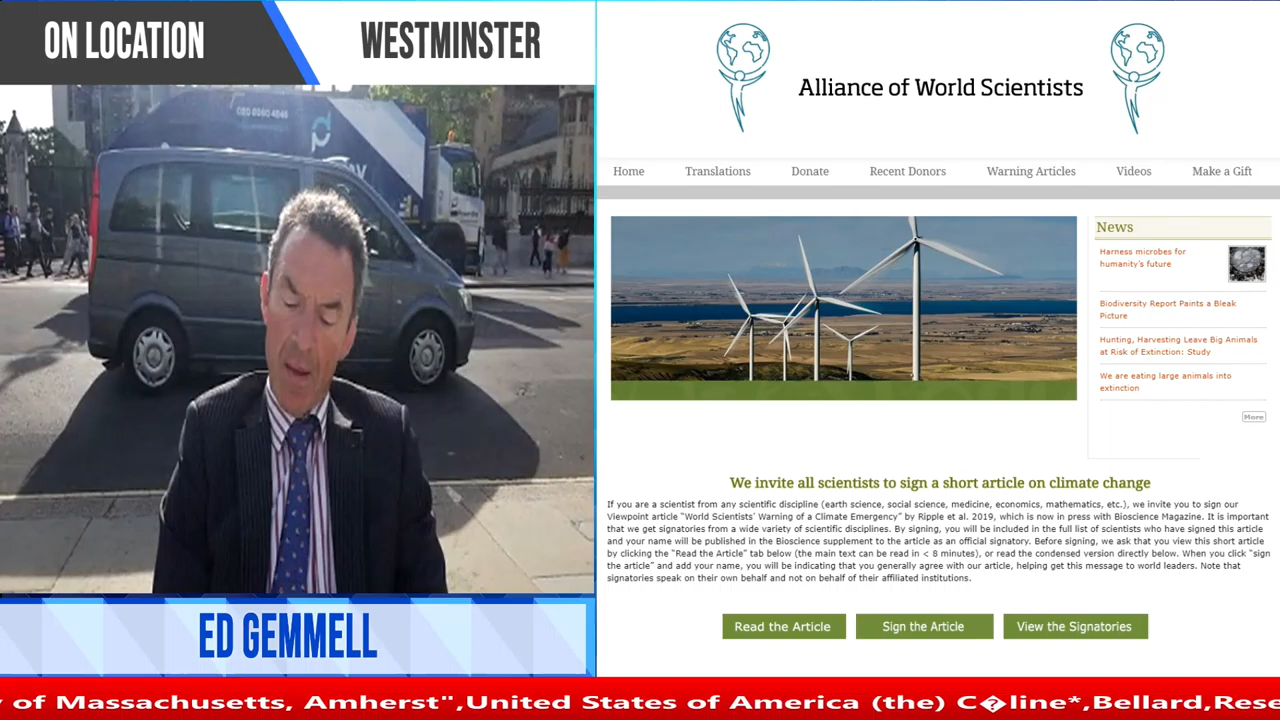 ON LOCATION
WESTMINSTER
Alliance of World Scientists
Home
Translations
Donate
Recent Donors
Warning Articles
Videos
Make a Gift
News
Harness microbes for
humanity's future
Biodiversity Report Paints a Bleak
Picture
Hunting, Harvesting Leave Big Animals
at Risk of Extinction: Study
We are eating large animals into
extinction
More
We invite all scientists to sign a short article on climate change
If you are a scientist from any scientific discipline (earth science, social science, medicine, economics, mathematics, etc.), we invite you to sign our
Viewpoint article "World Scientists' Warning of a Climate Emergency" by Ripple et al. 2019, which is now in press with Bioscience Magazine. It is important
that we get signatories from a wide variety of scientific disciplines. By signing, you will be included in the full list of scientists who have signed this article
and your name will be published in the Bioscience supplement to the article as an official signatory. Before signing, we ask that you view this short article
by clicking the "Read the Article" tab below (the main text can be read in < 8 minutes), or read the condensed version directly below. When you click "sign
the article" and add your name, you will be indicating that you generally agree with our article, helping get this message to world leaders. Note that
signatories speak on their own behalf and not on behalf of their affiliated institutions.
Read the Article
Sign the Article
View the Signatories
ED GEMMELL
y of Massachusetts, Amherst",United States of America (the) C�line*,Bellard,Rese